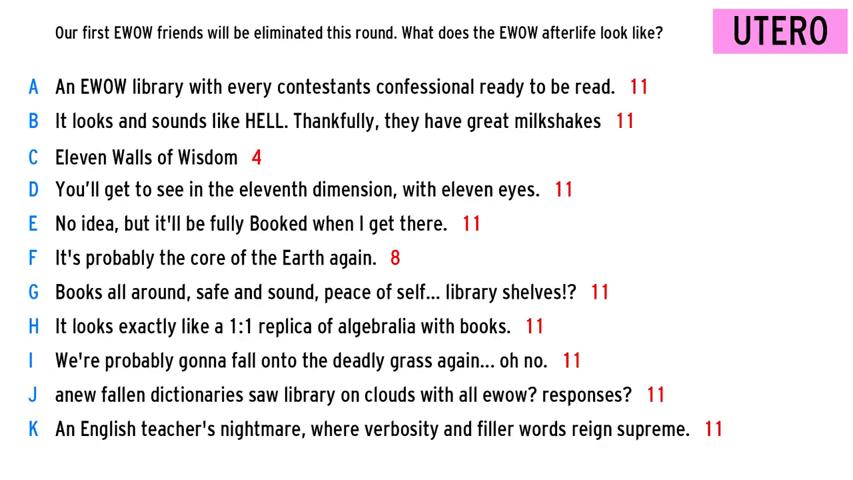 Our first EWOW friends will be eliminated this round. What does the EWOW afterlife look like?
UTERO
A An EWOW library with every contestants confessional ready to be read. 11
B It looks and sounds like HELL. Thankfully, they have great milkshakes 11
C Eleven Walls of Wisdom 4
D You’ll get to see in the eleventh dimension, with eleven eyes. 11
E No idea, but it'll be fully Booked when I get there. 11
F It's probably the core of the Earth again. 8
G Books all around, safe and sound, peace of self... library shelves!? 11
H It looks exactly like a 1:1 replica of algebralia with books. 11
I We're probably gonna fall onto the deadly grass again... oh no. 11
J anew fallen dictionaries saw library on clouds with all ewow? responses? 11
K An English teacher's nightmare, where verbosity and filler words reign supreme. 11